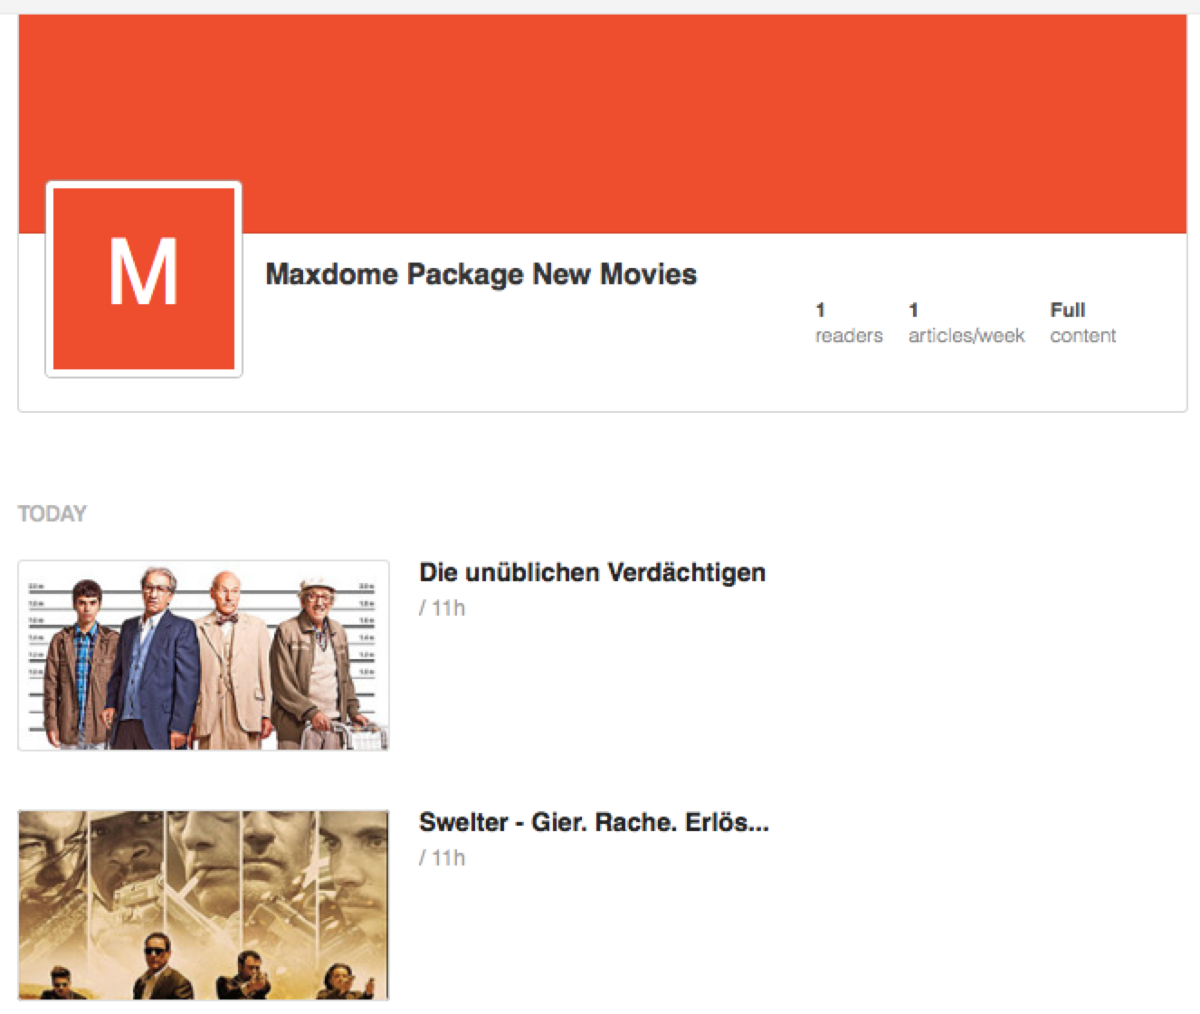 M
Maxdome Package New Movies
1 1 Full
readers articles/week content
TODAY
Die unüblichen Verdächtigen
/ 11h
Swelter - Gier. Rache. Erlös...
/ 11h